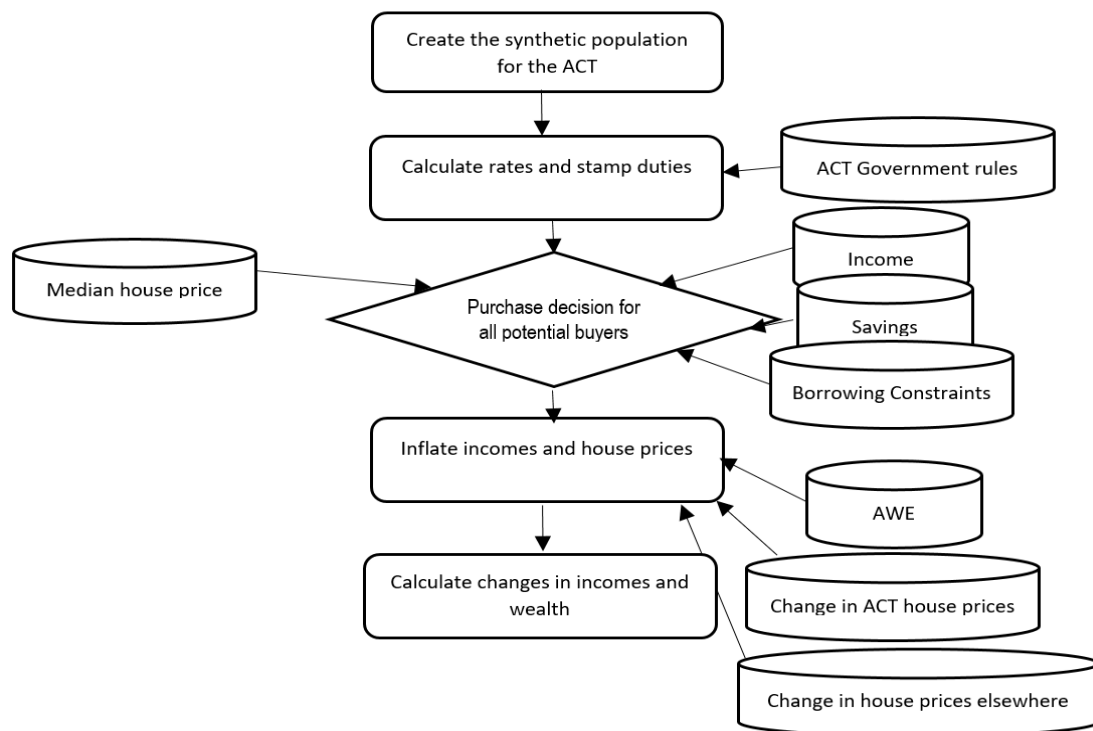 Create the synthetic population
for the ACT
Calculate rates and stamp duties
ACT Government rules
Income
Median house price
Purchase decision for
all potential buyers
Savings
Borrowing Constraints
Inflate incomes and house prices
AWE
Calculate changes in incomes and
wealth
Change in ACT house prices
Change in house prices elsewhere